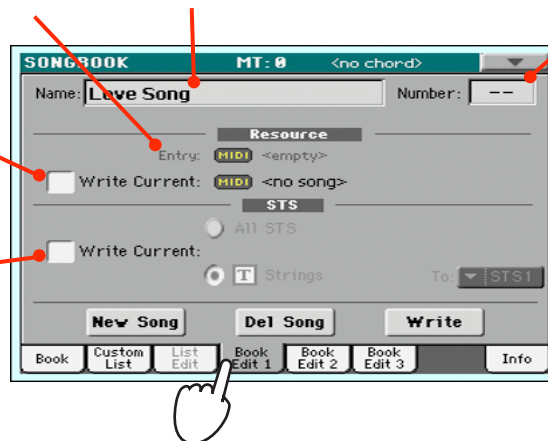 SONGBOOK MT:0 <no chord>
Name: Love Song Number: --
Resource
Entry: MIDI <empty>
Write Current: MIDI <no song>
STS
All STS
Write Current:
T Strings To: STS1
New Song Del Song Write
Book Custom List List Edit Book Edit 1 Book Edit 2 Book Edit 3 Info